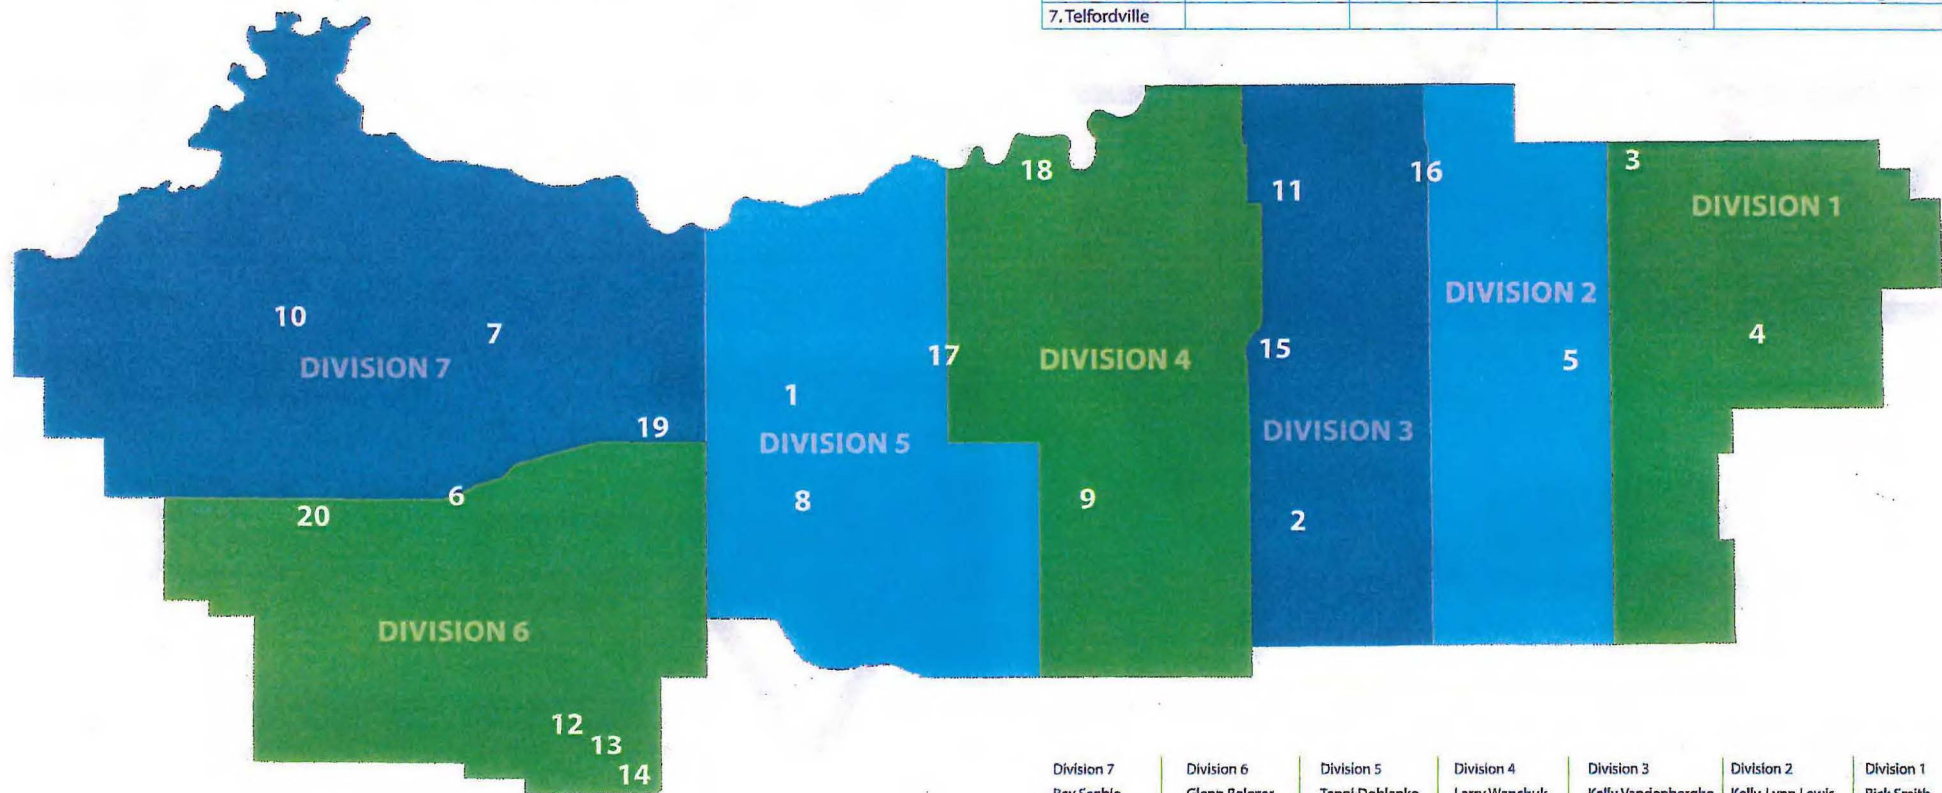 7. Telfordville
18
3
16
11
DIVISION 1
DIVISION 2
10
7
4
15
17
DIVISION 4
5
DIVISION 7
1
19
DIVISION 3
DIVISION 5
6
8
9
20
2
DIVISION 6
12
13
14
Division 7
Division 6
Division 5
Division 4
Division 3
Division 2
Division 1